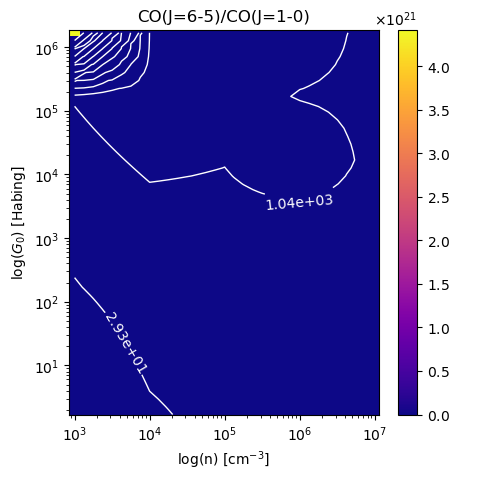 CO(J=6-5)/CO(J=1-0)
×10²¹
10⁶
10⁵
10⁴
10³
10²
10¹
log(G₀) [Habing]
1.04e+03
2.93e+01
10³ 10⁴ 10⁵ 10⁶ 10⁷
log(n) [cm⁻³]
4.0
3.5
3.0
2.5
2.0
1.5
1.0
0.5
0.0